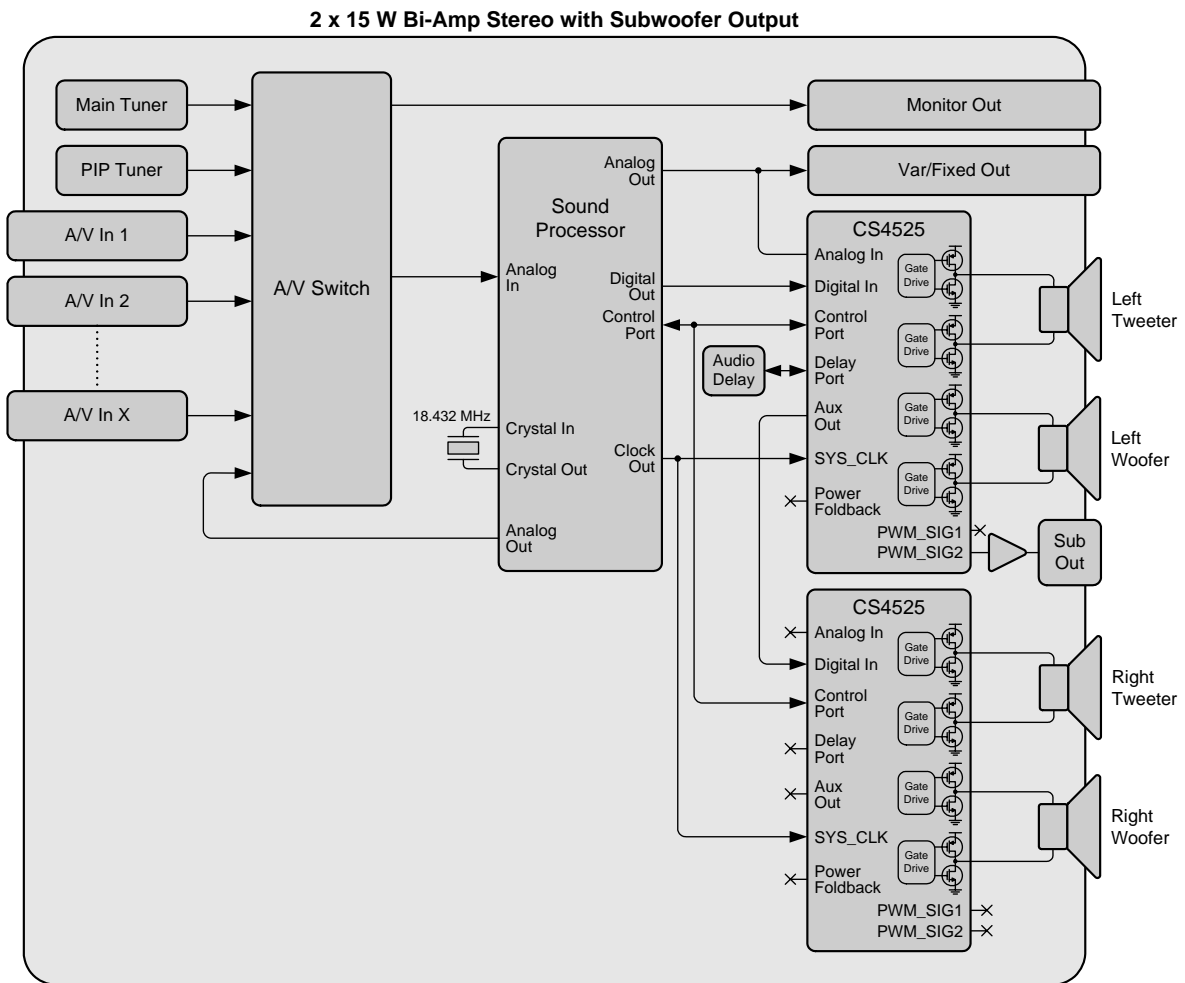 2 x 15 W Bi-Amp Stereo with Subwoofer Output
Main Tuner
PIP Tuner
A/V In 1
A/V In 2
A/V In X
A/V Switch
Monitor Out
Var/Fixed Out
Sound
Processor
Analog
Out
Analog
In
Digital
Out
Control
Port
18.432 MHz
Crystal In
Crystal Out
Clock
Out
Analog
Out
Audio
Delay
CS4525
Analog In
Digital In
Control
Port
Delay
Port
Aux
Out
SYS_CLK
Power
Foldback
PWM_SIG1
PWM_SIG2
Gate
Drive
Gate
Drive
Gate
Drive
Gate
Drive
Left
Tweeter
Left
Woofer
Sub
Out
CS4525
Analog In
Digital In
Control
Port
Delay
Port
Aux
Out
SYS_CLK
Power
Foldback
PWM_SIG1
PWM_SIG2
Gate
Drive
Gate
Drive
Gate
Drive
Gate
Drive
Right
Tweeter
Right
Woofer